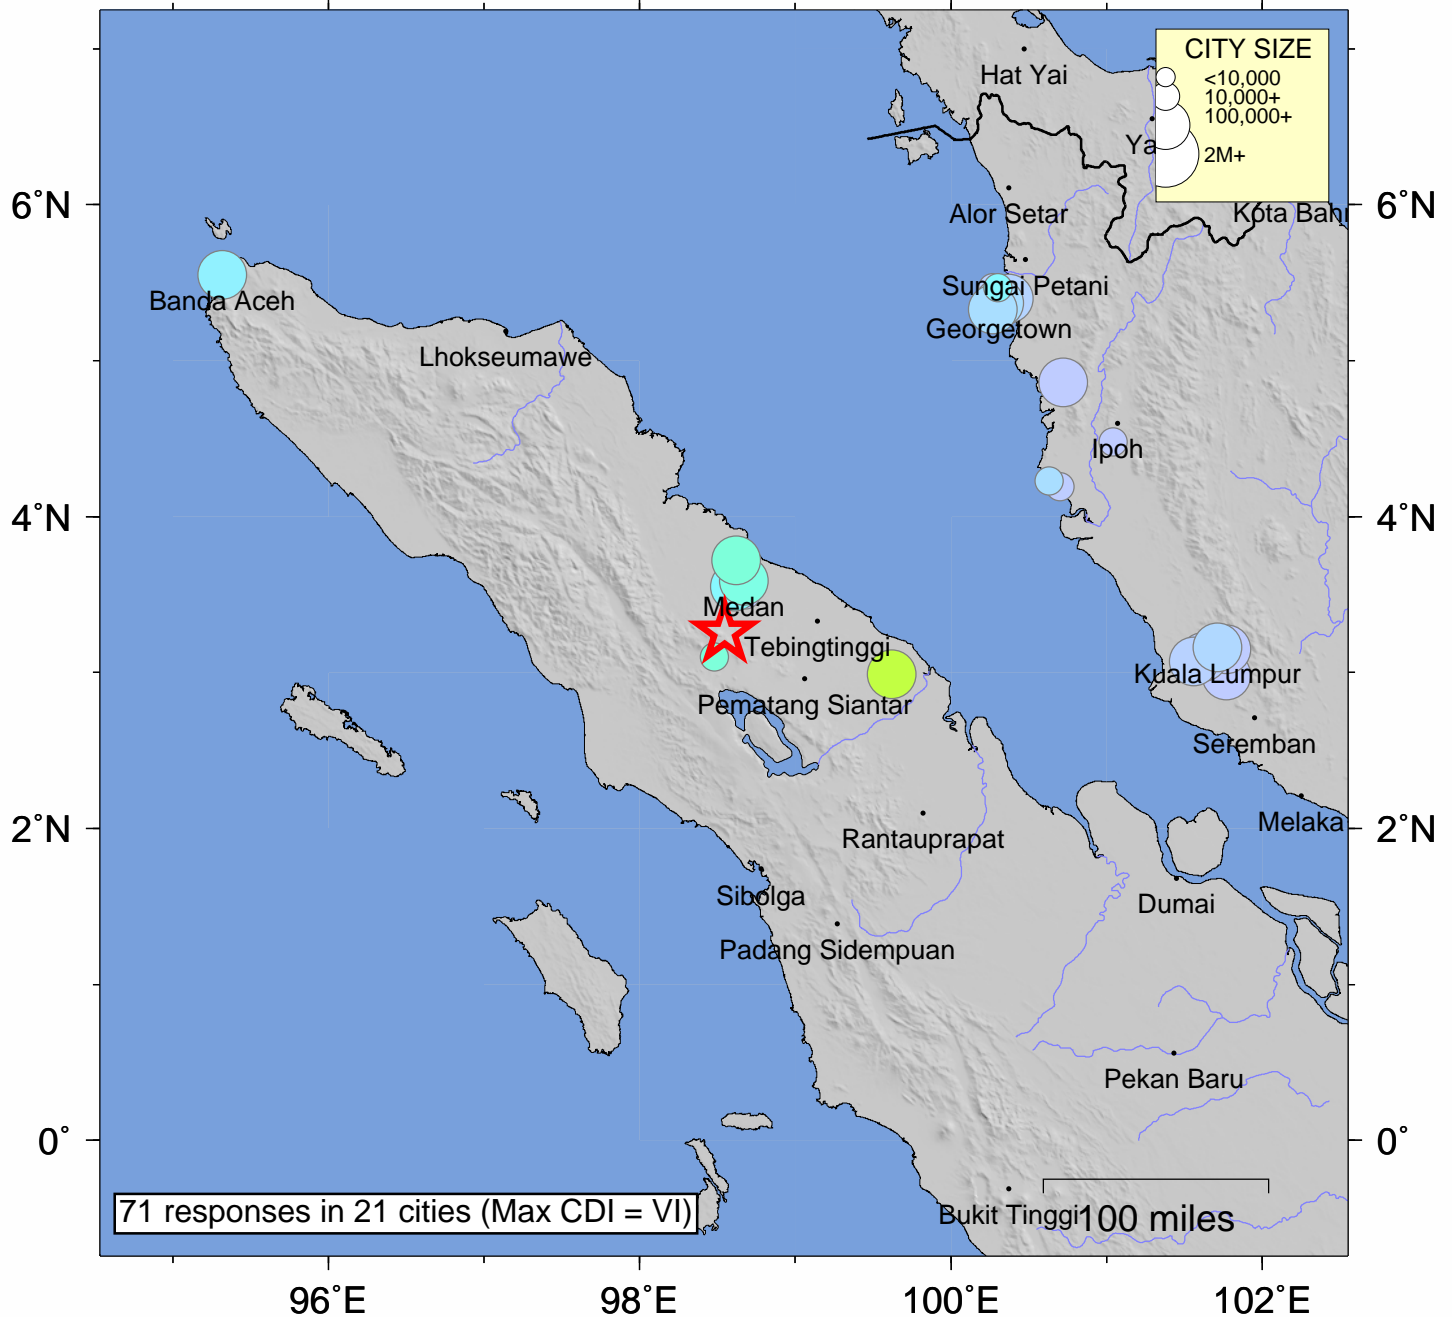 CITY SIZE
<10,000
10,000+
100,000+
2M+
Hat Yai
Ya
6˚N
6˚N
Alor Setar
Kota Bahr
Sungai Petani
Banda Aceh
Georgetown
Lhokseumawe
Ipoh
4˚N
4˚N
Medan
Tebingtinggi
Kuala Lumpur
Pematang Siantar
Seremban
Melaka
2˚N
2˚N
Rantauprapat
Sibolga
Dumai
Padang Sidempuan
Pekan Baru
0˚
0˚
71 responses in 21 cities (Max CDI = VI)
Bukit Tinggi
100 miles
96˚E
98˚E
100˚E
102˚E